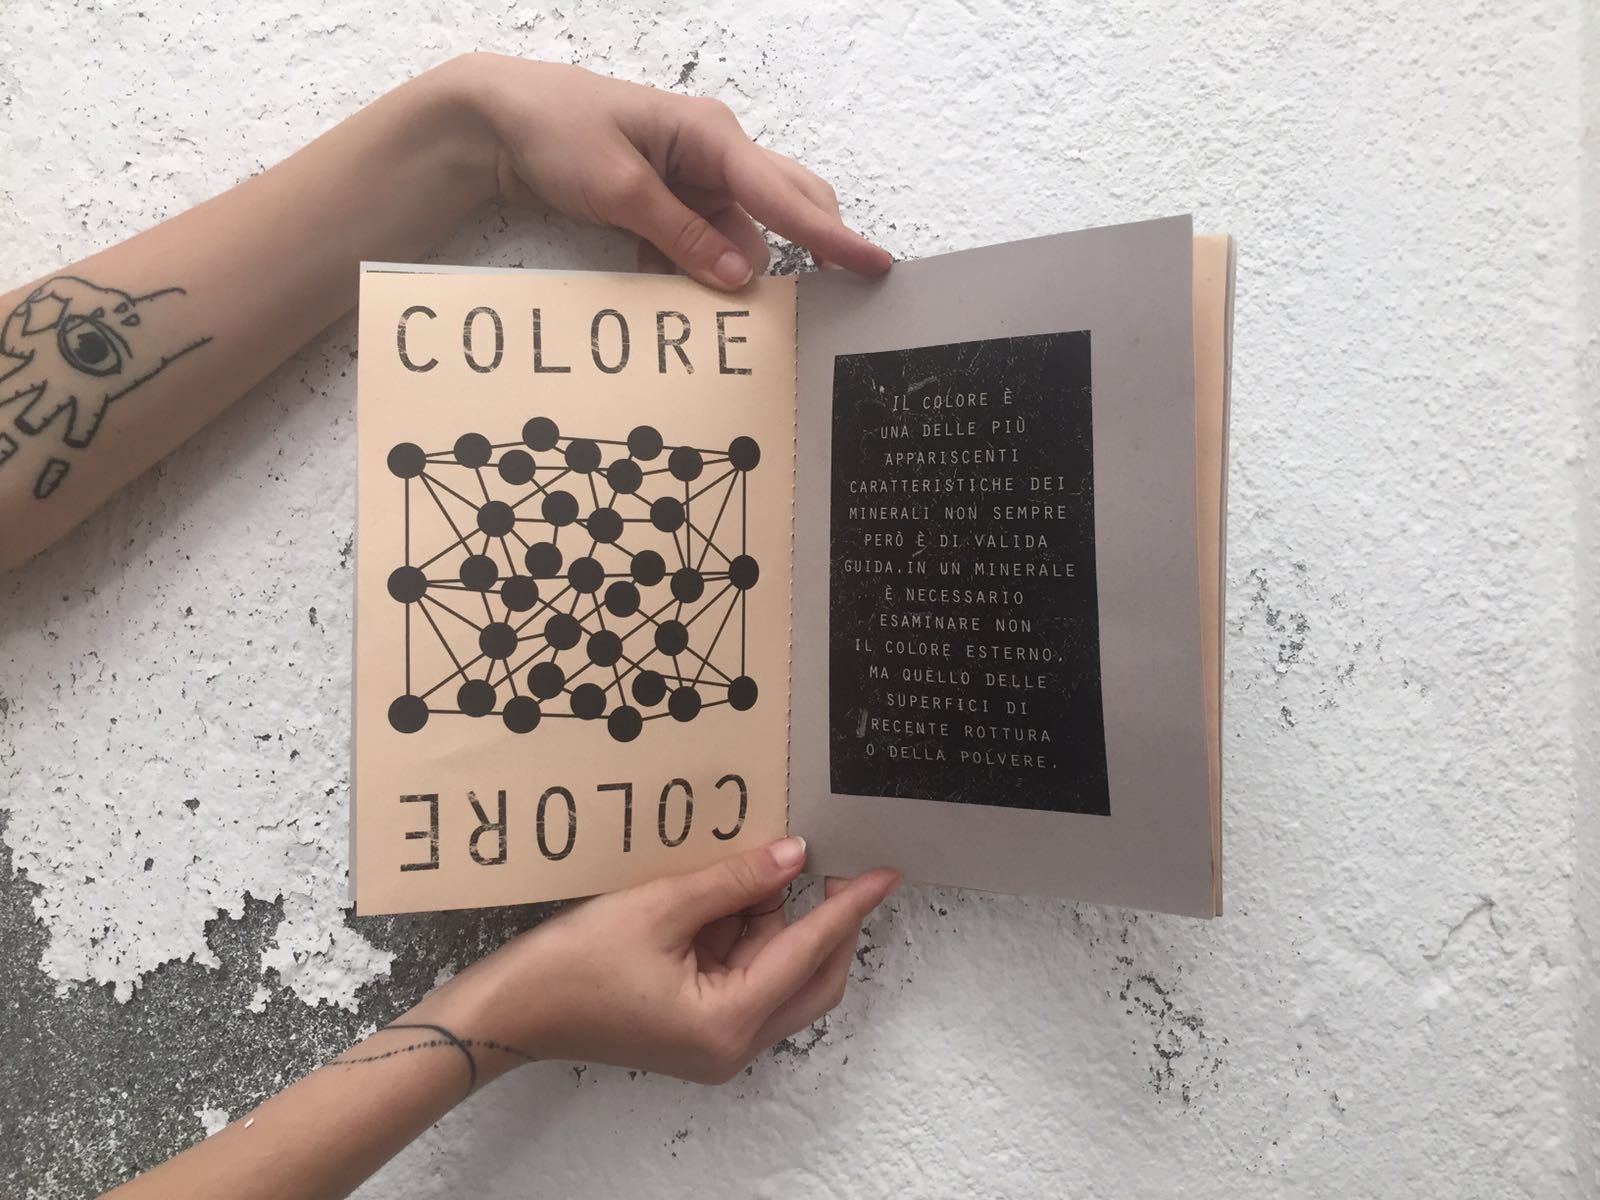 COLORE
COLORE
IL COLORE È
UNA DELLE PIÙ
APPARISCENTI
CARATTERISTICHE DEI
MINERALI NON SEMPRE
PERÒ È DI VALIDA
GUIDA.IN UN MINERALE
È NECESSARIO
ESAMINARE NON
IL COLORE ESTERNO,
MA QUELLO DELLE
SUPERFICI DI
RECENTE ROTTURA
O DELLA POLVERE.